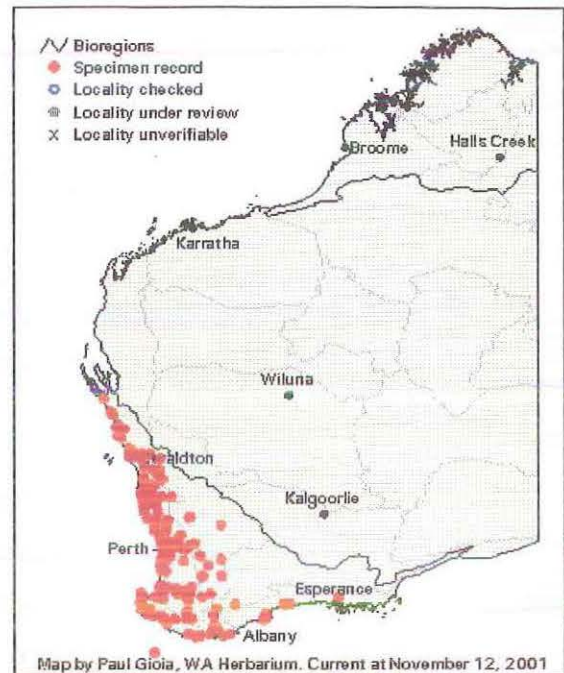 Bioregions
Specimen record
Locality checked
Locality under review
Locality unverifiable
Halls Creek
Broome
Karratha
Wiluna
aldton
Kalgoorlie
Perth
Esperance
Albany
Map by Paul Gioia, WA Herbarium. Current at November 12, 2001